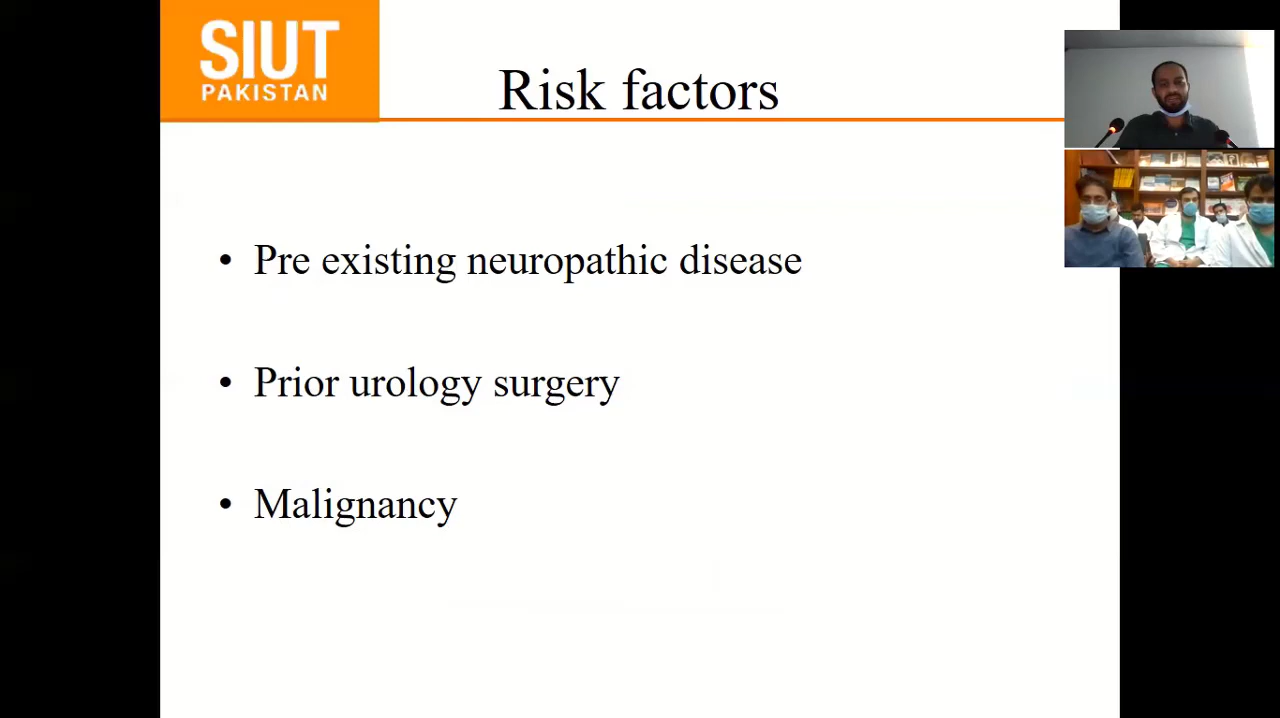 SIUT
PAKISTAN
Risk factors
• Pre existing neuropathic disease
• Prior urology surgery
• Malignancy